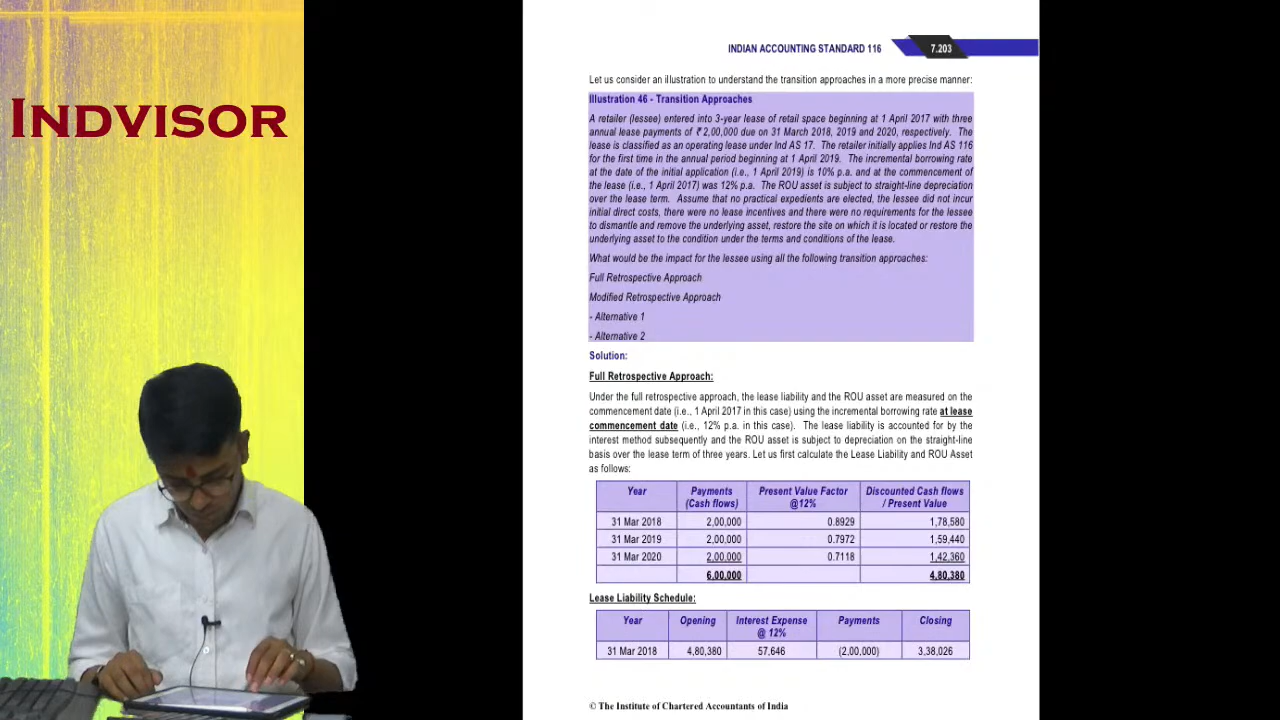 INDVISOR
INDIAN ACCOUNTING STANDARD 116
7.203
Let us consider an illustration to understand the transition approaches in a more precise manner:
Illustration 46 - Transition Approaches
A retailer (lessee) entered into 3-year lease of retail space beginning at 1 April 2017 with three
annual lease payments of ₹ 2,00,000 due on 31 March 2018, 2019 and 2020, respectively. The
lease is classified as an operating lease under Ind AS 17. The retailer initially applies Ind AS 116
for the first time in the annual period beginning at 1 April 2019. The incremental borrowing rate
at the date of the initial application (i.e., 1 April 2019) is 10% p.a. and at the commencement of
the lease (i.e., 1 April 2017) was 12% p.a. The ROU asset is subject to straight-line depreciation
over the lease term. Assume that no practical expedients are elected, the lessee did not incur
initial direct costs, there were no lease incentives and there were no requirements for the lessee
to dismantle and remove the underlying asset, restore the site on which it is located or restore the
underlying asset to the condition under the terms and conditions of the lease.
What would be the impact for the lessee using all the following transition approaches:
Full Retrospective Approach
Modified Retrospective Approach
- Alternative 1
- Alternative 2
Solution:
Full Retrospective Approach:
Under the full retrospective approach, the lease liability and the ROU asset are measured on the
commencement date (i.e., 1 April 2017 in this case) using the incremental borrowing rate at lease
commencement date (i.e., 12% p.a. in this case). The lease liability is accounted for by the
interest method subsequently and the ROU asset is subject to depreciation on the straight-line
basis over the lease term of three years. Let us first calculate the Lease Liability and ROU Asset
as follows:
Year Payments (Cash flows) Present Value Factor @12% Discounted Cash flows / Present Value
31 Mar 2018 2,00,000 0.8929 1,78,580
31 Mar 2019 2,00,000 0.7972 1,59,440
31 Mar 2020 2,00,000 0.7118 1,42,360
6,00,000 4,80,380
Lease Liability Schedule:
Year Opening Interest Expense @ 12% Payments Closing
31 Mar 2018 4,80,380 57,646 (2,00,000) 3,38,026
© The Institute of Chartered Accountants of India